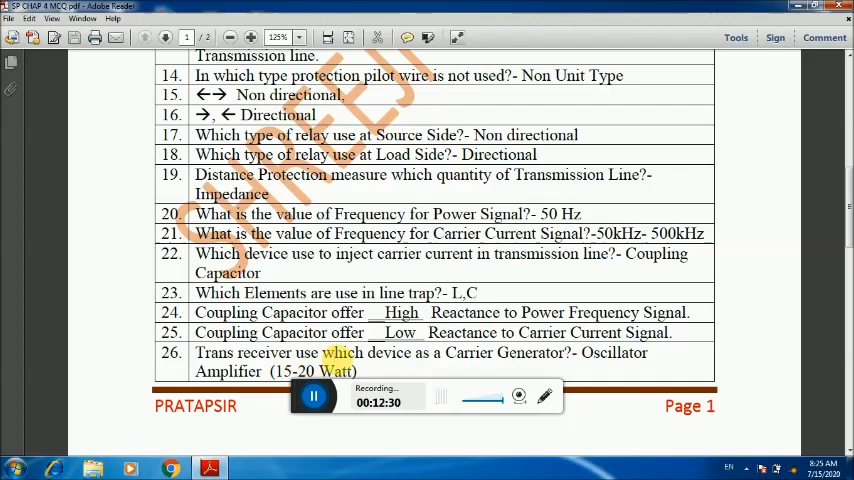 SP CHAP 4 MCQ.pdf - Adobe Reader
File Edit View Window Help
1 / 2 125% Tools Sign Comment
Transmission line.
14. In which type protection pilot wire is not used?- Non Unit Type
15. ←→ Non directional,
16. →, ← Directional
17. Which type of relay use at Source Side?- Non directional
18. Which type of relay use at Load Side?- Directional
19. Distance Protection measure which quantity of Transmission Line?-
Impedance
20. What is the value of Frequency for Power Signal?- 50 Hz
21. What is the value of Frequency for Carrier Current Signal?-50kHz- 500kHz
22. Which device use to inject carrier current in transmission line?- Coupling
Capacitor
23. Which Elements are use in line trap?- L,C
24. Coupling Capacitor offer __High_ Reactance to Power Frequency Signal.
25. Coupling Capacitor offer __Low_ Reactance to Carrier Current Signal.
26. Trans receiver use which device as a Carrier Generator?- Oscillator
Amplifier (15-20 Watt)
SHREEJI
PRATAPSIR Page 1
Recording...
00:12:30
EN 8:25 AM
7/15/2020